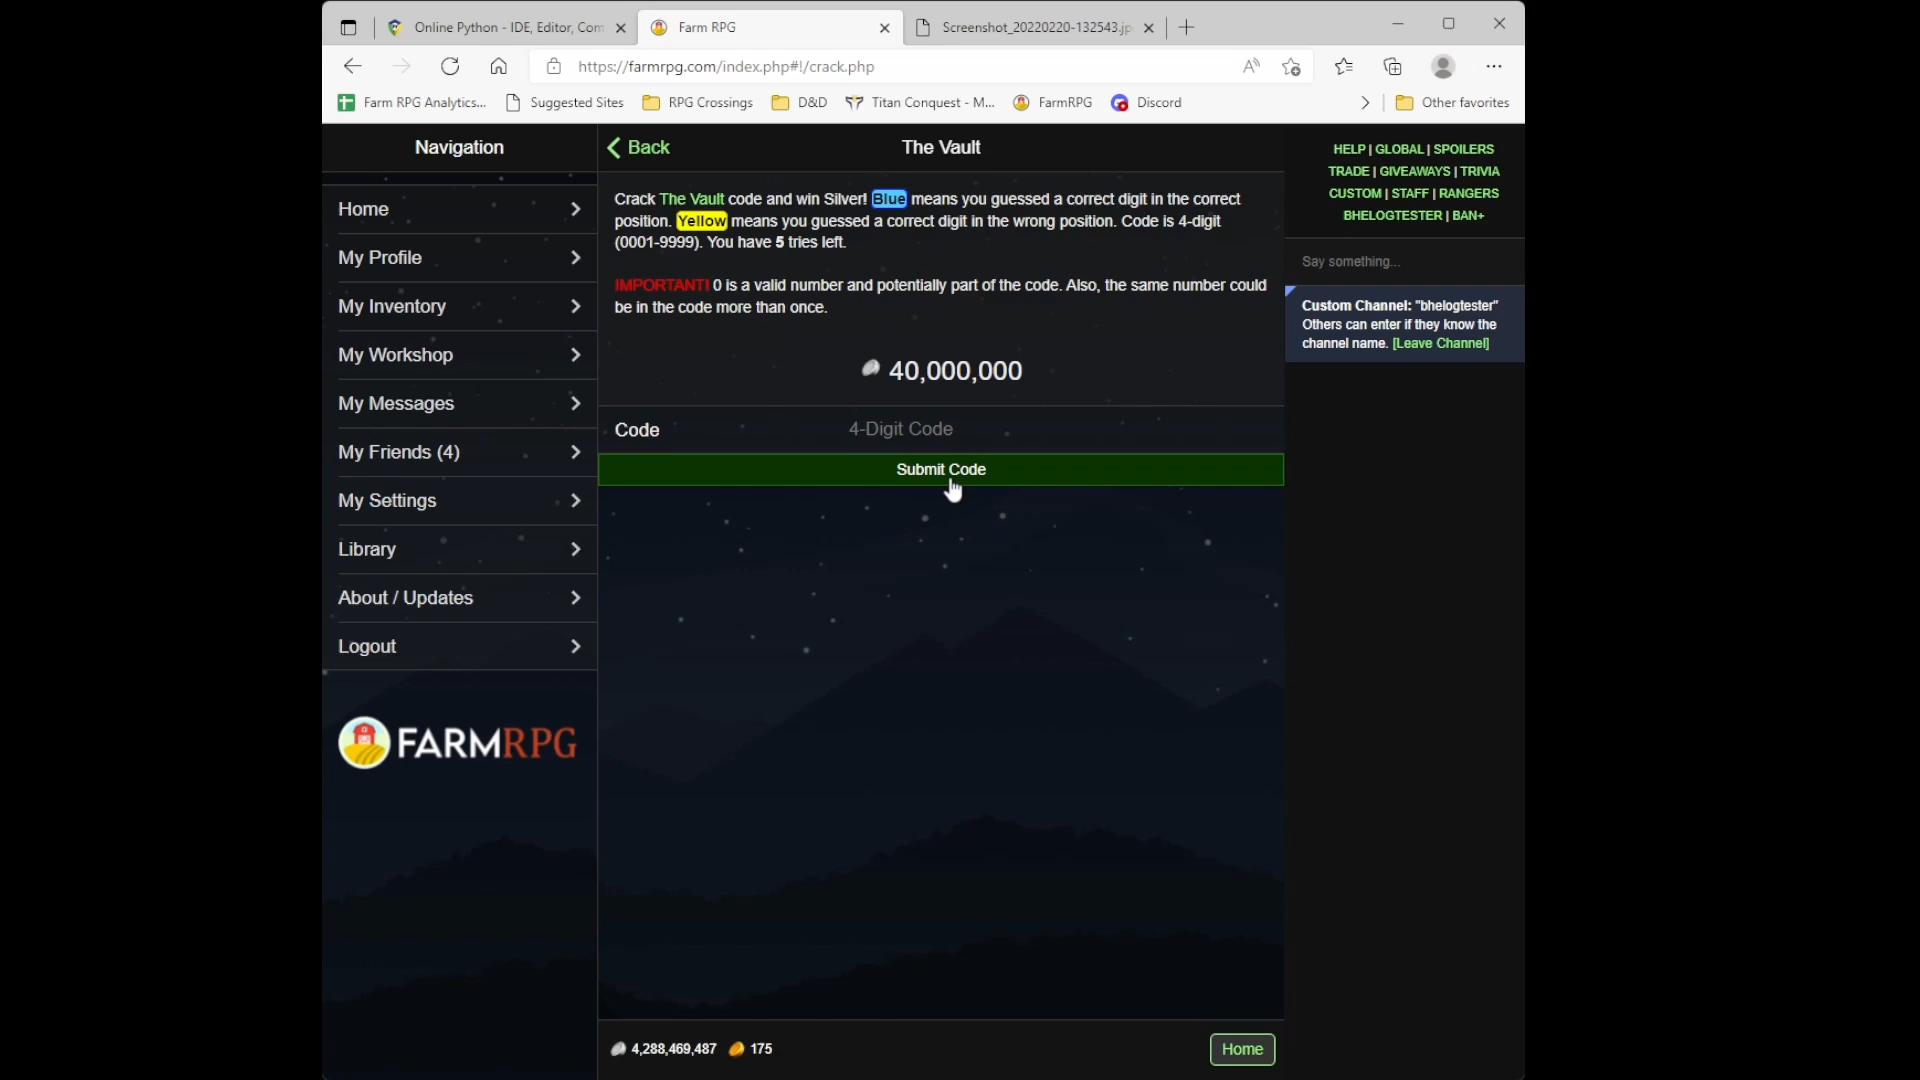 Online Python - IDE, Editor, Com
Farm RPG
Screenshot_20220220-132543.jp
https://farmrpg.com/index.php#!/crack.php
Farm RPG Analytics...
Suggested Sites
RPG Crossings
D&D
Titan Conquest - M...
FarmRPG
Discord
Other favorites
Navigation
Home
My Profile
My Inventory
My Workshop
My Messages
My Friends (4)
My Settings
Library
About / Updates
Logout
FARMRPG
Back
The Vault
Crack The Vault code and win Silver! Blue means you guessed a correct digit in the correct
position. Yellow means you guessed a correct digit in the wrong position. Code is 4-digit
(0001-9999). You have 5 tries left.
IMPORTANT! 0 is a valid number and potentially part of the code. Also, the same number could
be in the code more than once.
40,000,000
Code
4-Digit Code
Submit Code
4,288,469,487
175
Home
HELP | GLOBAL | SPOILERS
TRADE | GIVEAWAYS | TRIVIA
CUSTOM | STAFF | RANGERS
BHELOGTESTER | BAN+
Say something...
Custom Channel: "bhelogtester"
Others can enter if they know the
channel name. [Leave Channel]